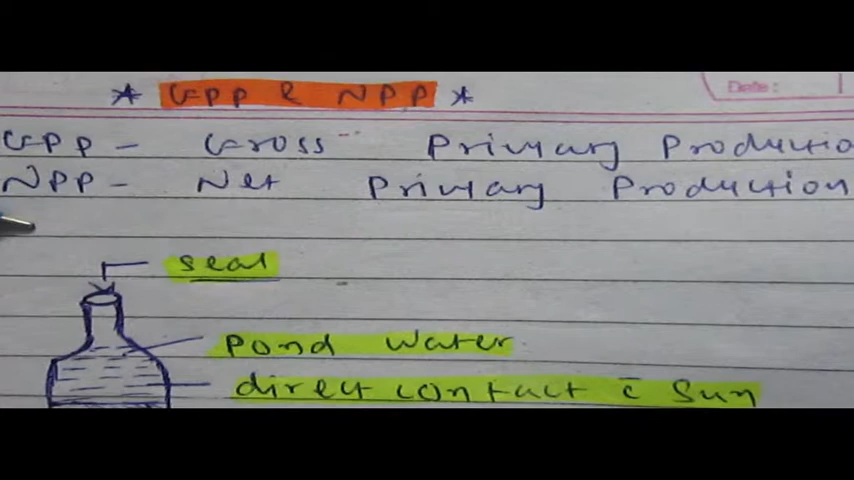 * GPP & NPP *
Date:
GPP - Gross Primary Productio
NPP - Net Primary Production
seal
Pond water
direct contact c̄ Sun